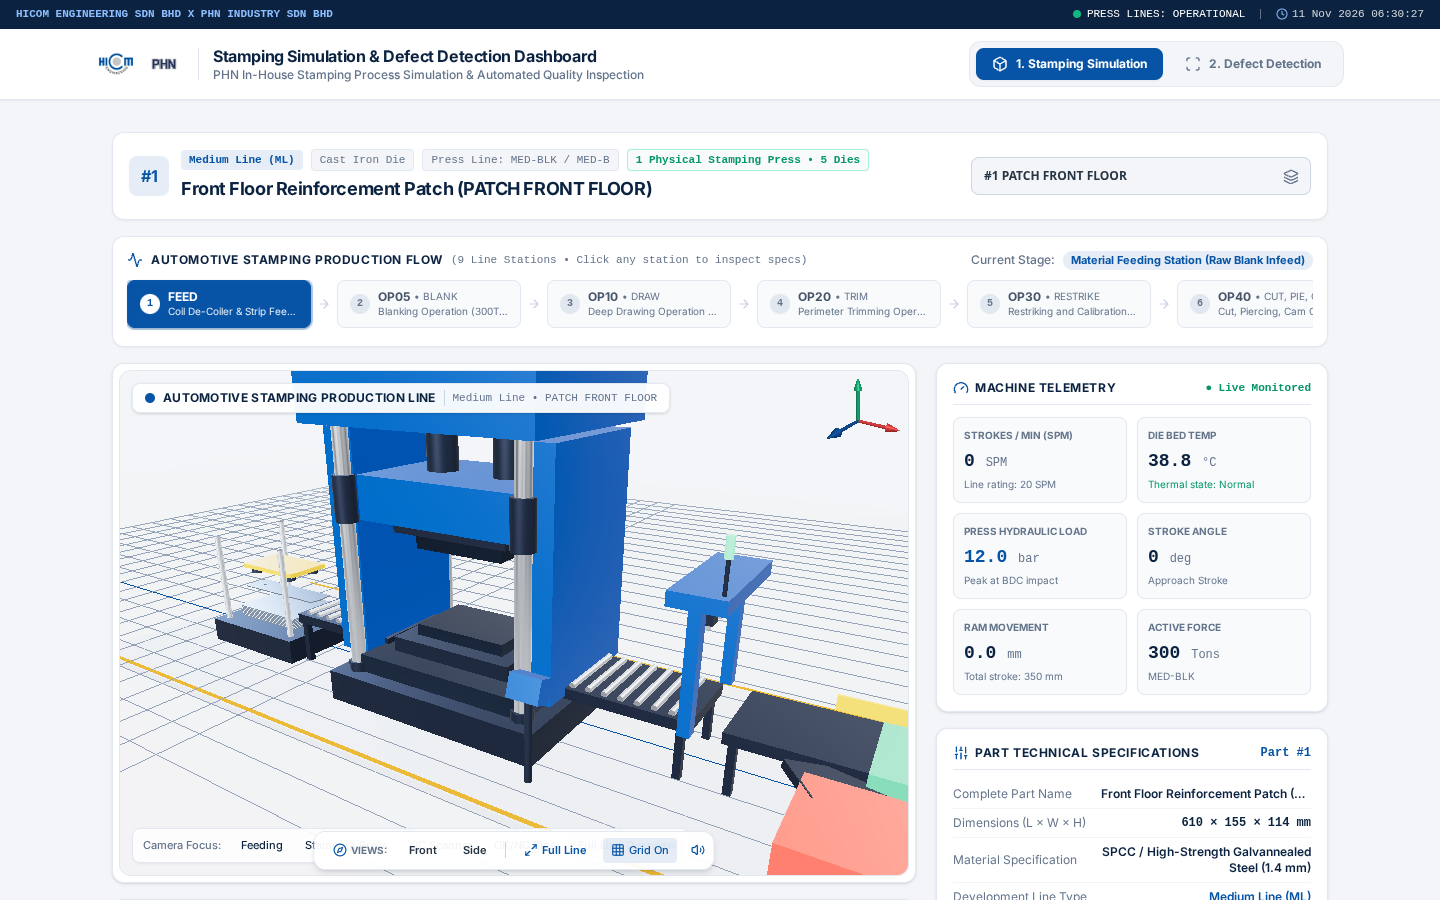 HICOM ENGINEERING SDN BHD X PHN INDUSTRY SDN BHD
PRESS LINES: OPERATIONAL | 11 Nov 2026 06:30:27
HICOM PHN
Stamping Simulation & Defect Detection Dashboard
PHN In-House Stamping Process Simulation & Automated Quality Inspection
1. Stamping Simulation
2. Defect Detection
#1
Medium Line (ML) Cast Iron Die Press Line: MED-BLK / MED-B 1 Physical Stamping Press • 5 Dies
Front Floor Reinforcement Patch (PATCH FRONT FLOOR)
#1 PATCH FRONT FLOOR
AUTOMOTIVE STAMPING PRODUCTION FLOW (9 Line Stations • Click any station to inspect specs)
Current Stage: Material Feeding Station (Raw Blank Infeed)
1 FEED
Coil De-Coiler & Strip Fee...
2 OP05 • BLANK
Blanking Operation (300T...
3 OP10 • DRAW
Deep Drawing Operation ...
4 OP20 • TRIM
Perimeter Trimming Oper...
5 OP30 • RESTRIKE
Restriking and Calibration...
6 OP40 • CUT, PIE,
Cut, Piercing, Cam
AUTOMOTIVE STAMPING PRODUCTION LINE Medium Line • PATCH FRONT FLOOR
Camera Focus: Feeding
VIEWS: Front Side Full Line Grid On
MACHINE TELEMETRY
Live Monitored
STROKES / MIN (SPM)
0 SPM
Line rating: 20 SPM
DIE BED TEMP
38.8 °C
Thermal state: Normal
PRESS HYDRAULIC LOAD
12.0 bar
Peak at BDC impact
STROKE ANGLE
0 deg
Approach Stroke
RAM MOVEMENT
0.0 mm
Total stroke: 350 mm
ACTIVE FORCE
300 Tons
MED-BLK
PART TECHNICAL SPECIFICATIONS
Part #1
Complete Part Name Front Floor Reinforcement Patch (...
Dimensions (L × W × H) 610 × 155 × 114 mm
Material Specification SPCC / High-Strength Galvannealed
Steel (1.4 mm)
Development Line Type Medium Line (ML)